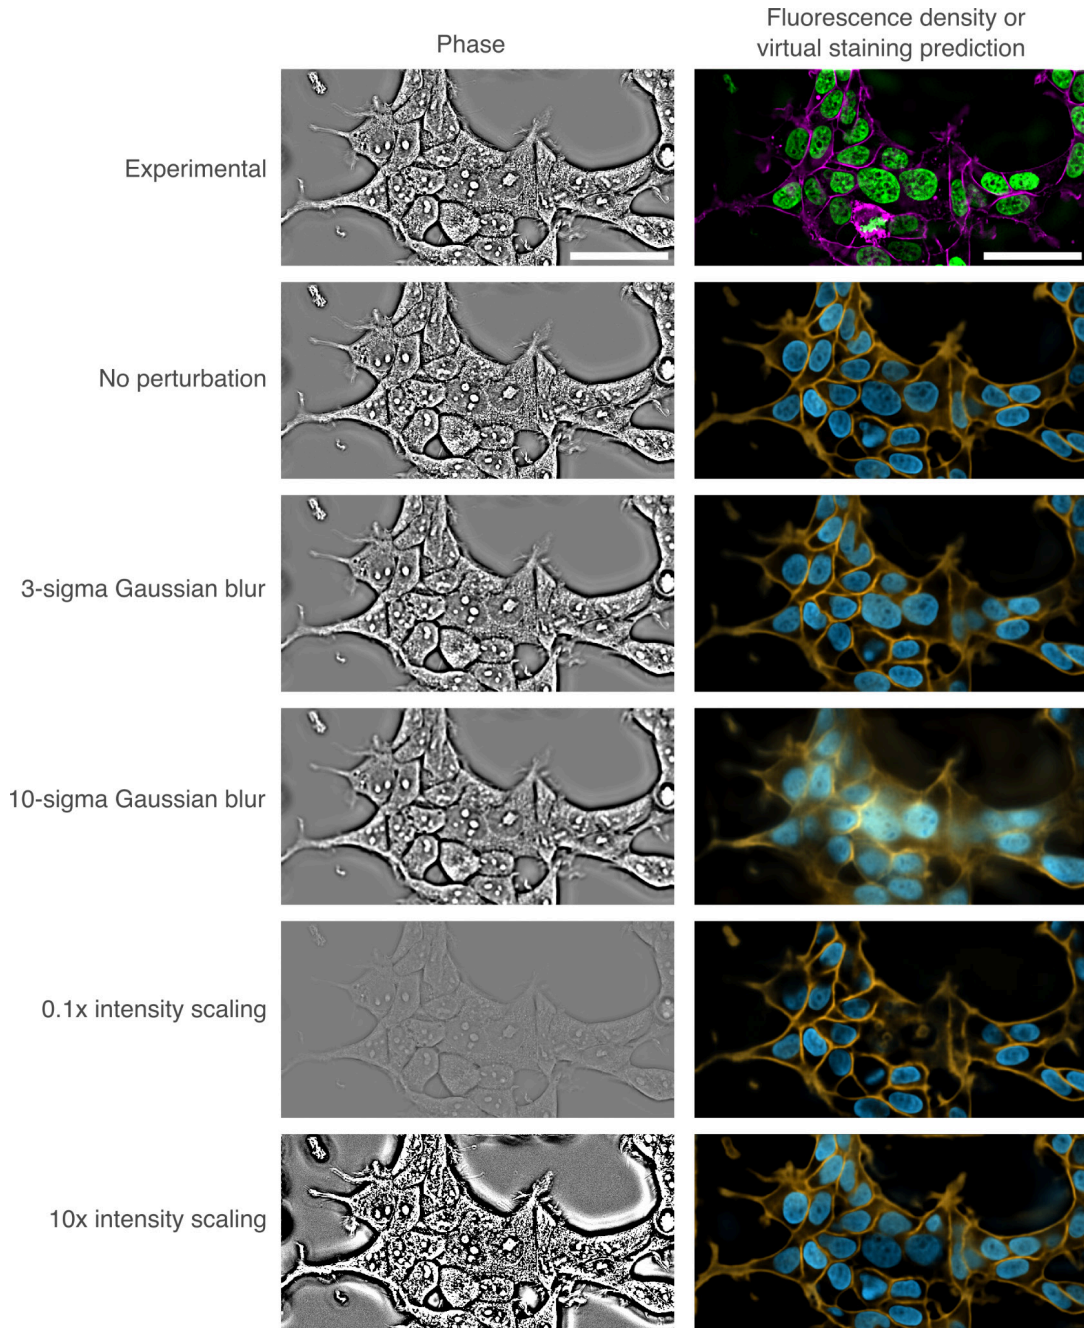 Phase
Fluorescence density or
virtual staining prediction
Experimental
No perturbation
3-sigma Gaussian blur
10-sigma Gaussian blur
0.1x intensity scaling
10x intensity scaling